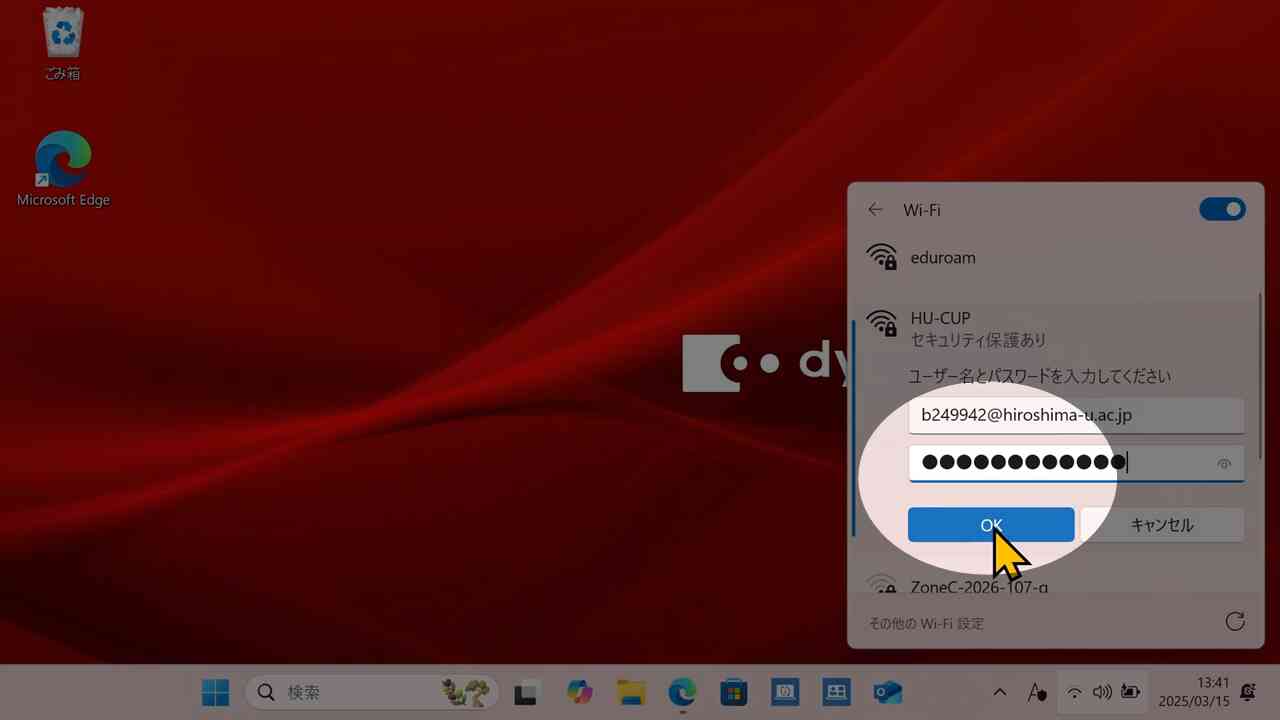 ごみ箱
Microsoft Edge
dy
Wi-Fi
eduroam
HU-CUP
セキュリティ保護あり
ユーザー名とパスワードを入力してください
b249942@hiroshima-u.ac.jp
●●●●●●●●●●●●
OK
キャンセル
ZoneC-2026-107-g
その他の Wi-Fi 設定
検索
A
13:41
2025/03/15